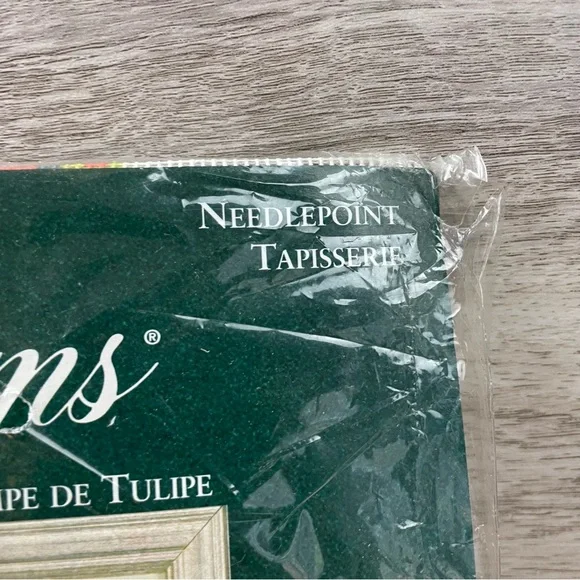 NEEDLEPOINT
TAPISSERIE
ms®
IPE DE TULIPE